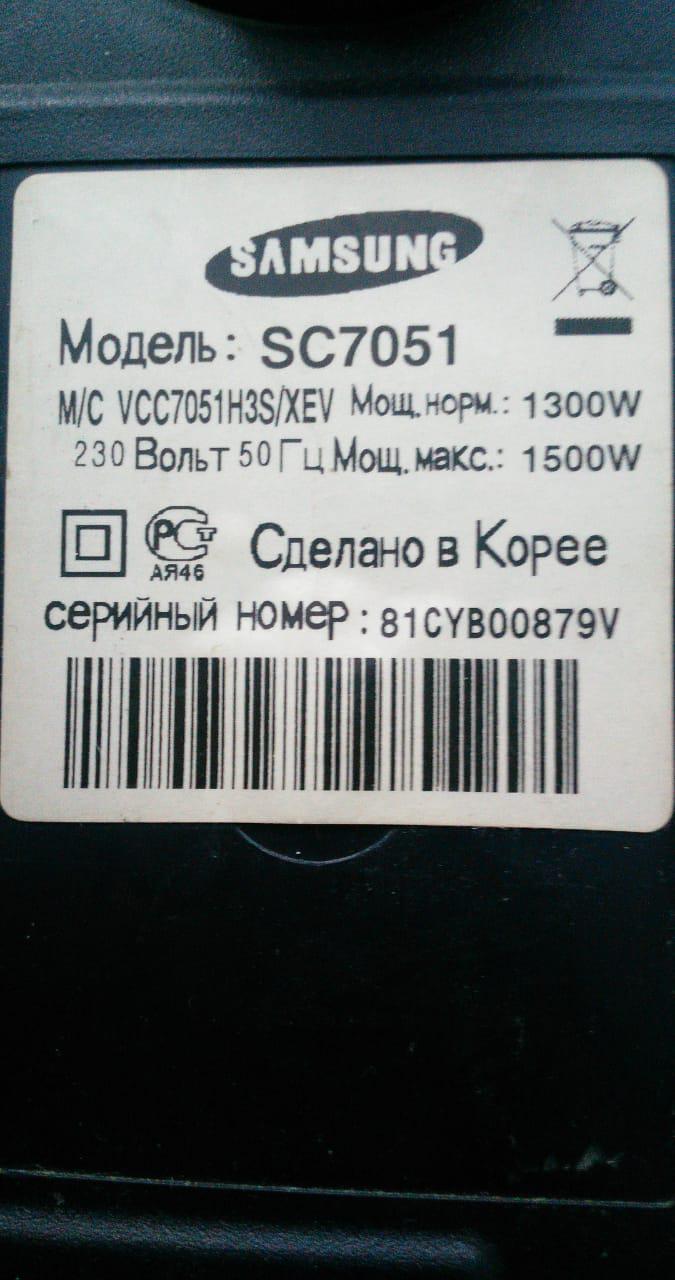 SAMSUNG
Модель: SC7051
M/C VCC7051H3S/XEV Мощ.норм.: 1300W
230 Вольт 50 Гц Мощ.макс.: 1500W
РСТ Сделано в Корее
АЯ46
серийный номер: 81CYB00879V